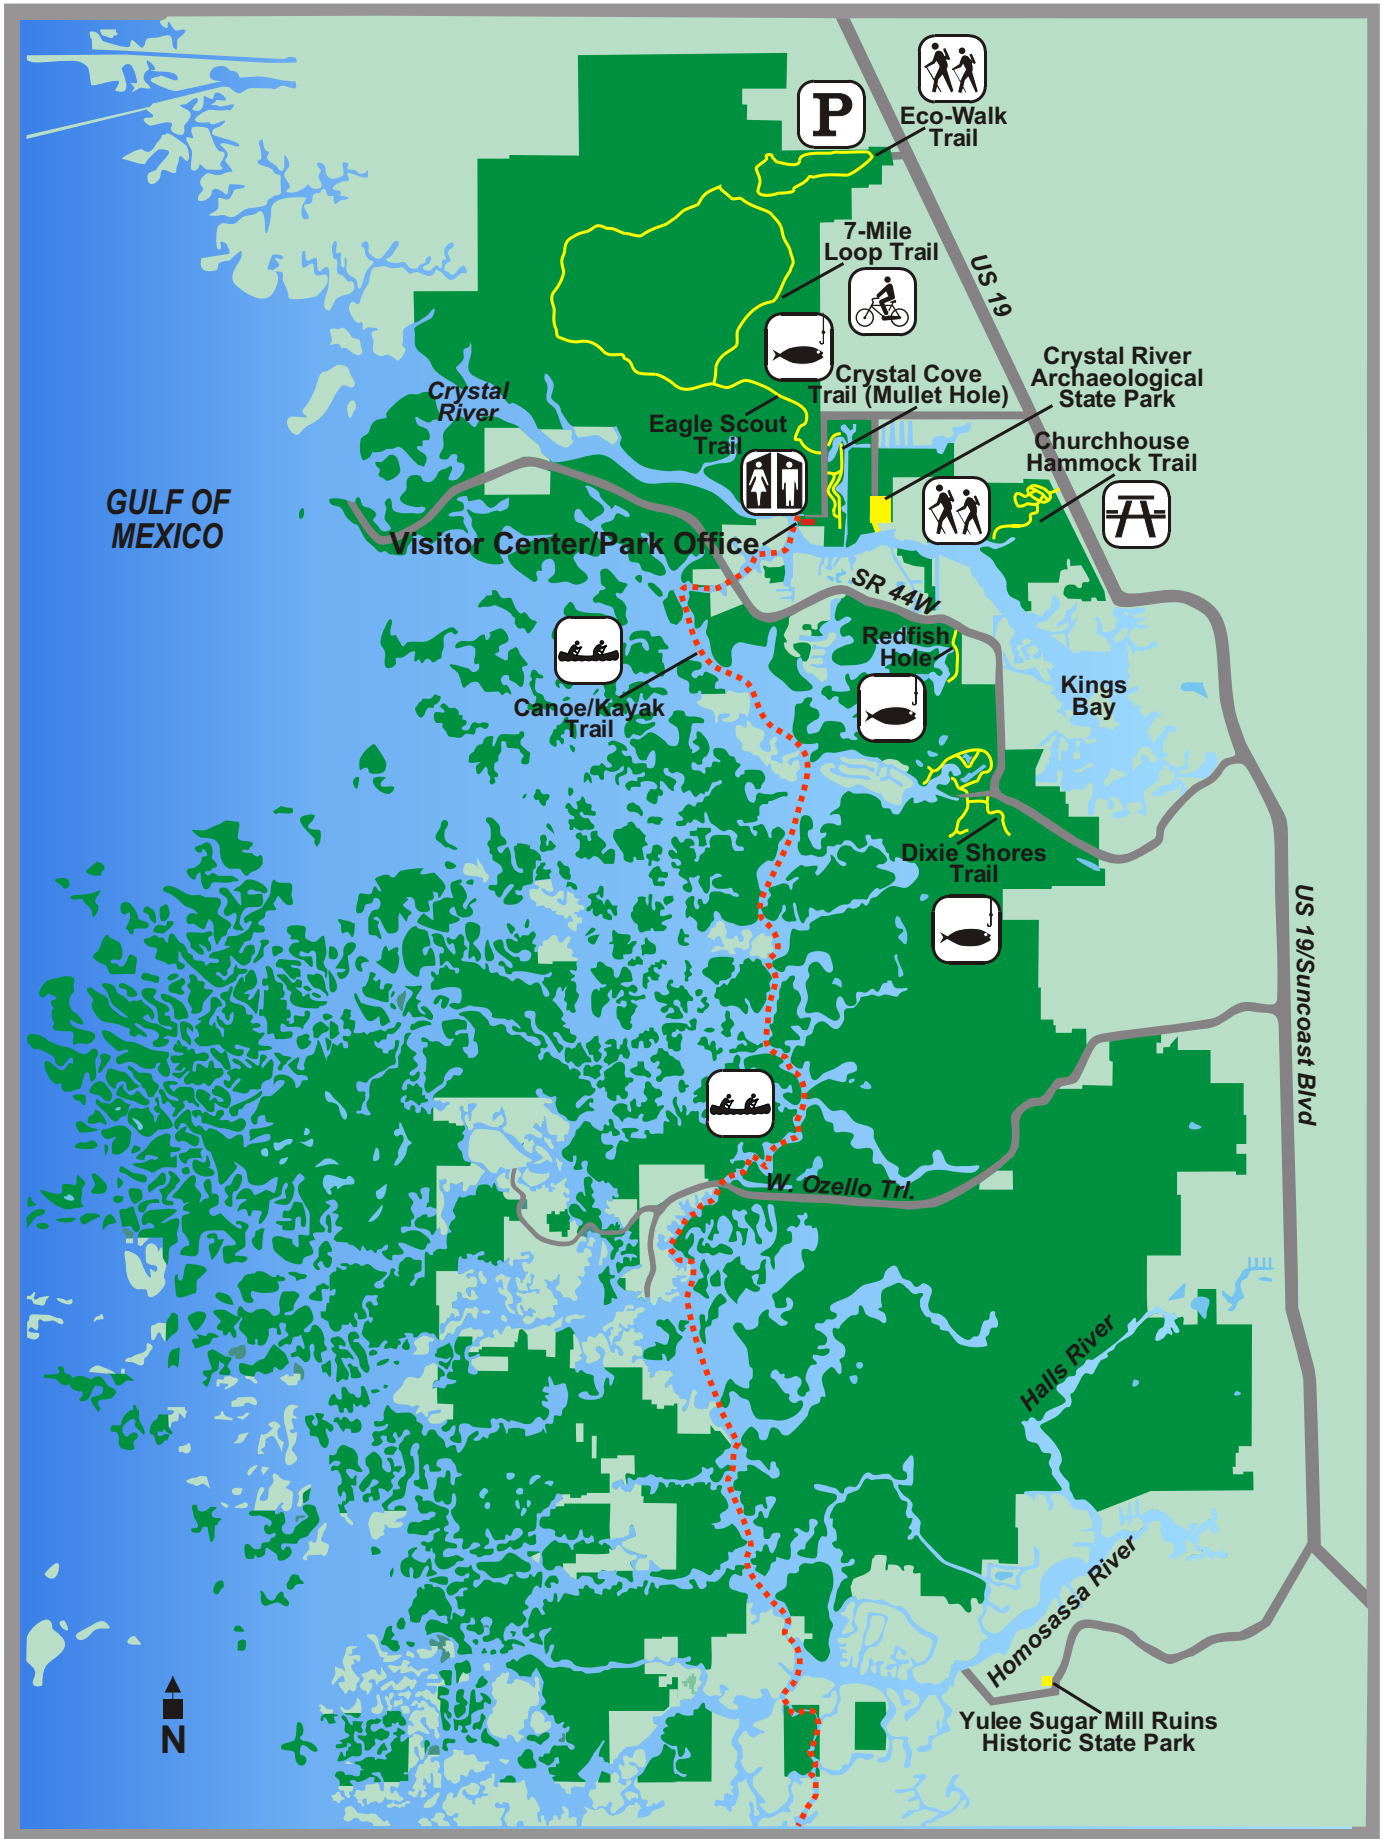 P
Eco-Walk
Trail
7-Mile
Loop Trail
US 19
Crystal River
Archaeological
State Park
Crystal Cove
Trail (Mullet Hole)
Crystal
River
Eagle Scout
Trail
Churchhouse
Hammock Trail
GULF OF
MEXICO
Visitor Center/Park Office
SR 44W
Redfish
Hole
Kings
Bay
Canoe/Kayak
Trail
Dixie Shores
Trail
US 19/Suncoast Blvd
W. Ozello Trl.
Halls River
Homosassa River
N
Yulee Sugar Mill Ruins
Historic State Park